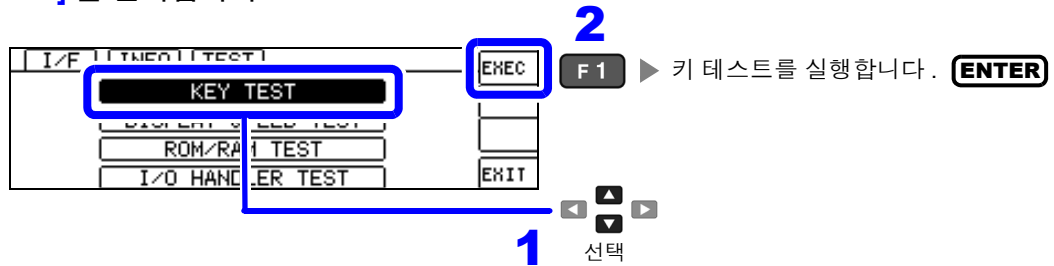 2
I/F INFO TEST EXEC
F1 ▶ 키 테스트를 실행합니다. ENTER
KEY TEST
ROM/RAM TEST
I/O HANDLER TEST EXIT
1
선택